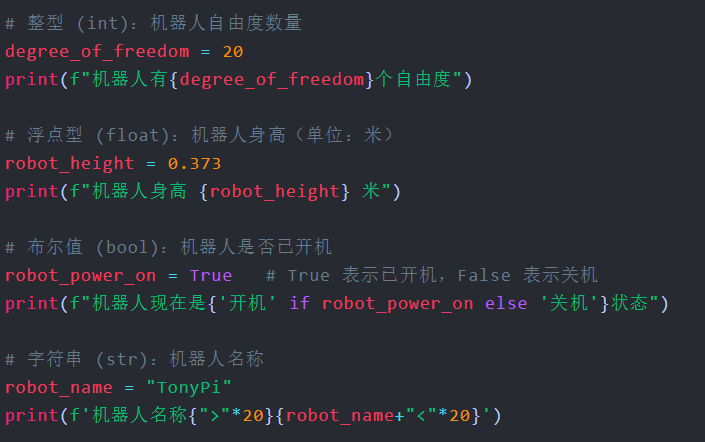 # 整型 (int)：机器人自由度数量
degree_of_freedom = 20
print(f"机器人有{degree_of_freedom}个自由度")
# 浮点型 (float)：机器人身高（单位：米）
robot_height = 0.373
print(f"机器人身高 {robot_height} 米")
# 布尔值 (bool)：机器人是否已开机
robot_power_on = True   # True 表示已开机，False 表示关机
print(f"机器人现在是{'开机' if robot_power_on else '关机'}状态")
# 字符串 (str)：机器人名称
robot_name = "TonyPi"
print(f'机器人名称{">"*20}{robot_name+"<"*20}')